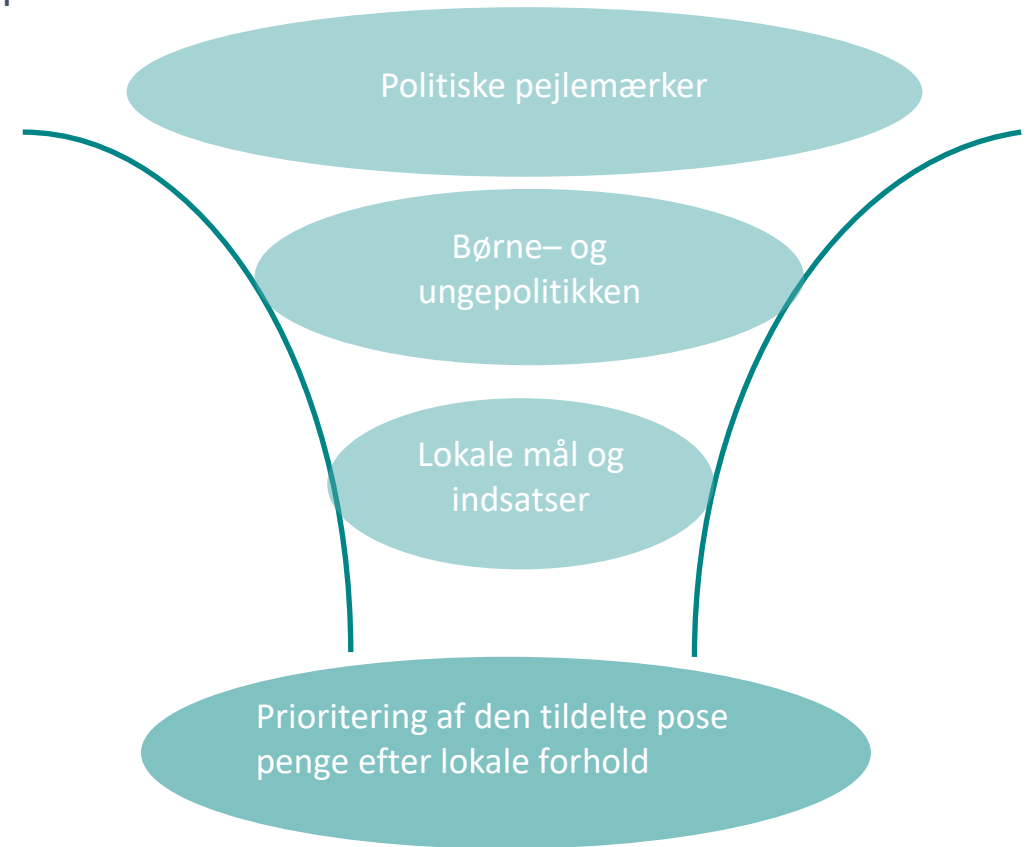 Politiske pejlemærker
Børne– og
ungepolitikken
Lokale mål og
indsatser
Prioritering af den tildelte pose
penge efter lokale forhold